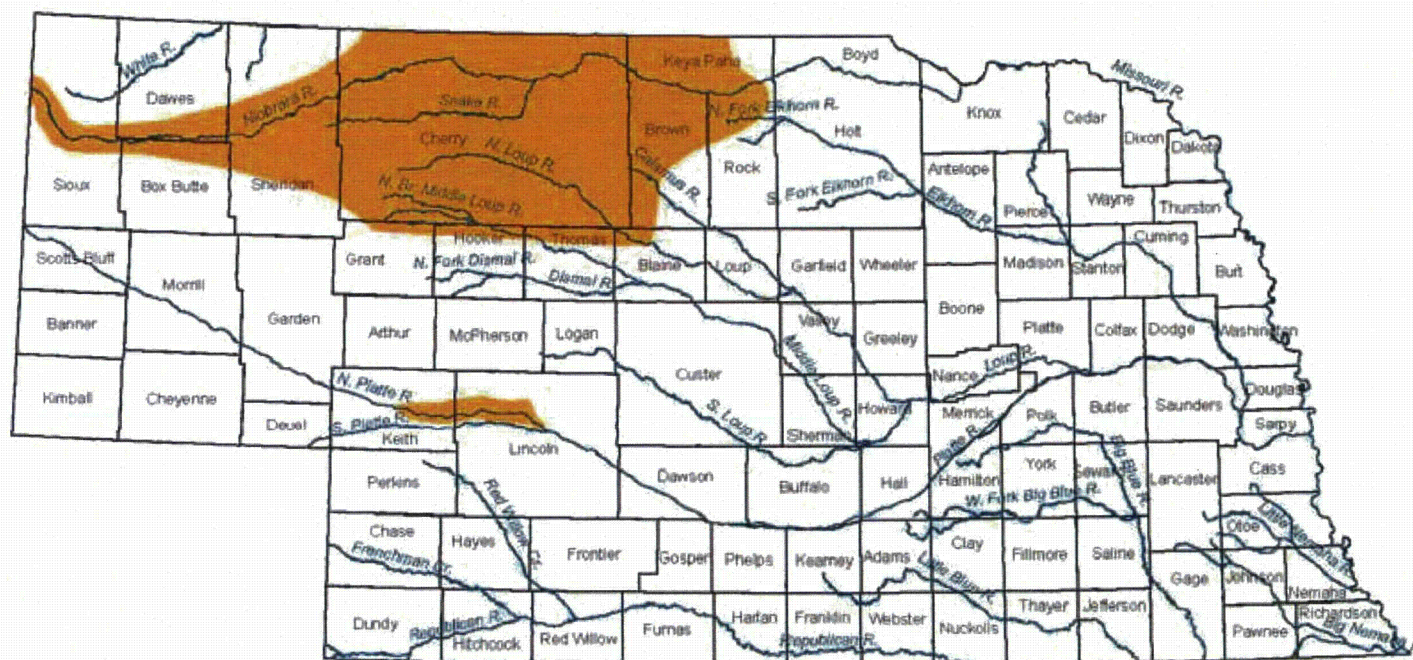 White R.
Dawes
Niobrara R.
Snake R.
Cherry
Keya Paha
Boyd
Missouri R.
N. Fork Elkhorn R.
Knox
Cedar
Dixon
Dakota
Sioux
Box Butte
Sheridan
N. Loup R.
N. Br. Middle Loup R.
Brown
Calamus R.
Rock
Holt
S. Fork Elkhorn R.
Antelope
Elkhorn R.
Pierce
Wayne
Thurston
Scotts Bluff
Morrill
Garden
Grant
Hooker
Thomas
N. Fork Dismal R.
Dismal R.
Blaine
Loup
Garfield
Wheeler
Madison
Stanton
Cuming
Burt
Banner
Arthur
McPherson
Logan
Custer
Valley
Greeley
Boone
Platte
Colfax
Dodge
Washington
Kimball
Cheyenne
Deuel
N. Platte R.
S. Platte R.
Keith
Lincoln
S. Loup R.
Middle Loup R.
Sherman
Howard
Nance
Loup R.
Merrick
Platte R.
Polk
Butler
Saunders
Douglas
Sarpy
Perkins
Red Willow Cr.
Dawson
Buffalo
Hall
Hamilton
York
Seward
Big Blue R.
W. Fork Big Blue R.
Lancaster
Cass
Chase
Frenchman Cr.
Hayes
Frontier
Gosper
Phelps
Kearney
Adams
Clay
Fillmore
Saline
Otoe
Little Nemaha R.
Dundy
Republican R.
Hitchcock
Red Willow
Furnas
Harlan
Franklin
Republican R.
Webster
Little Blue R.
Nuckolls
Thayer
Jefferson
Gage
Johnson
Nemaha
Pawnee
Richardson
Big Nemaha